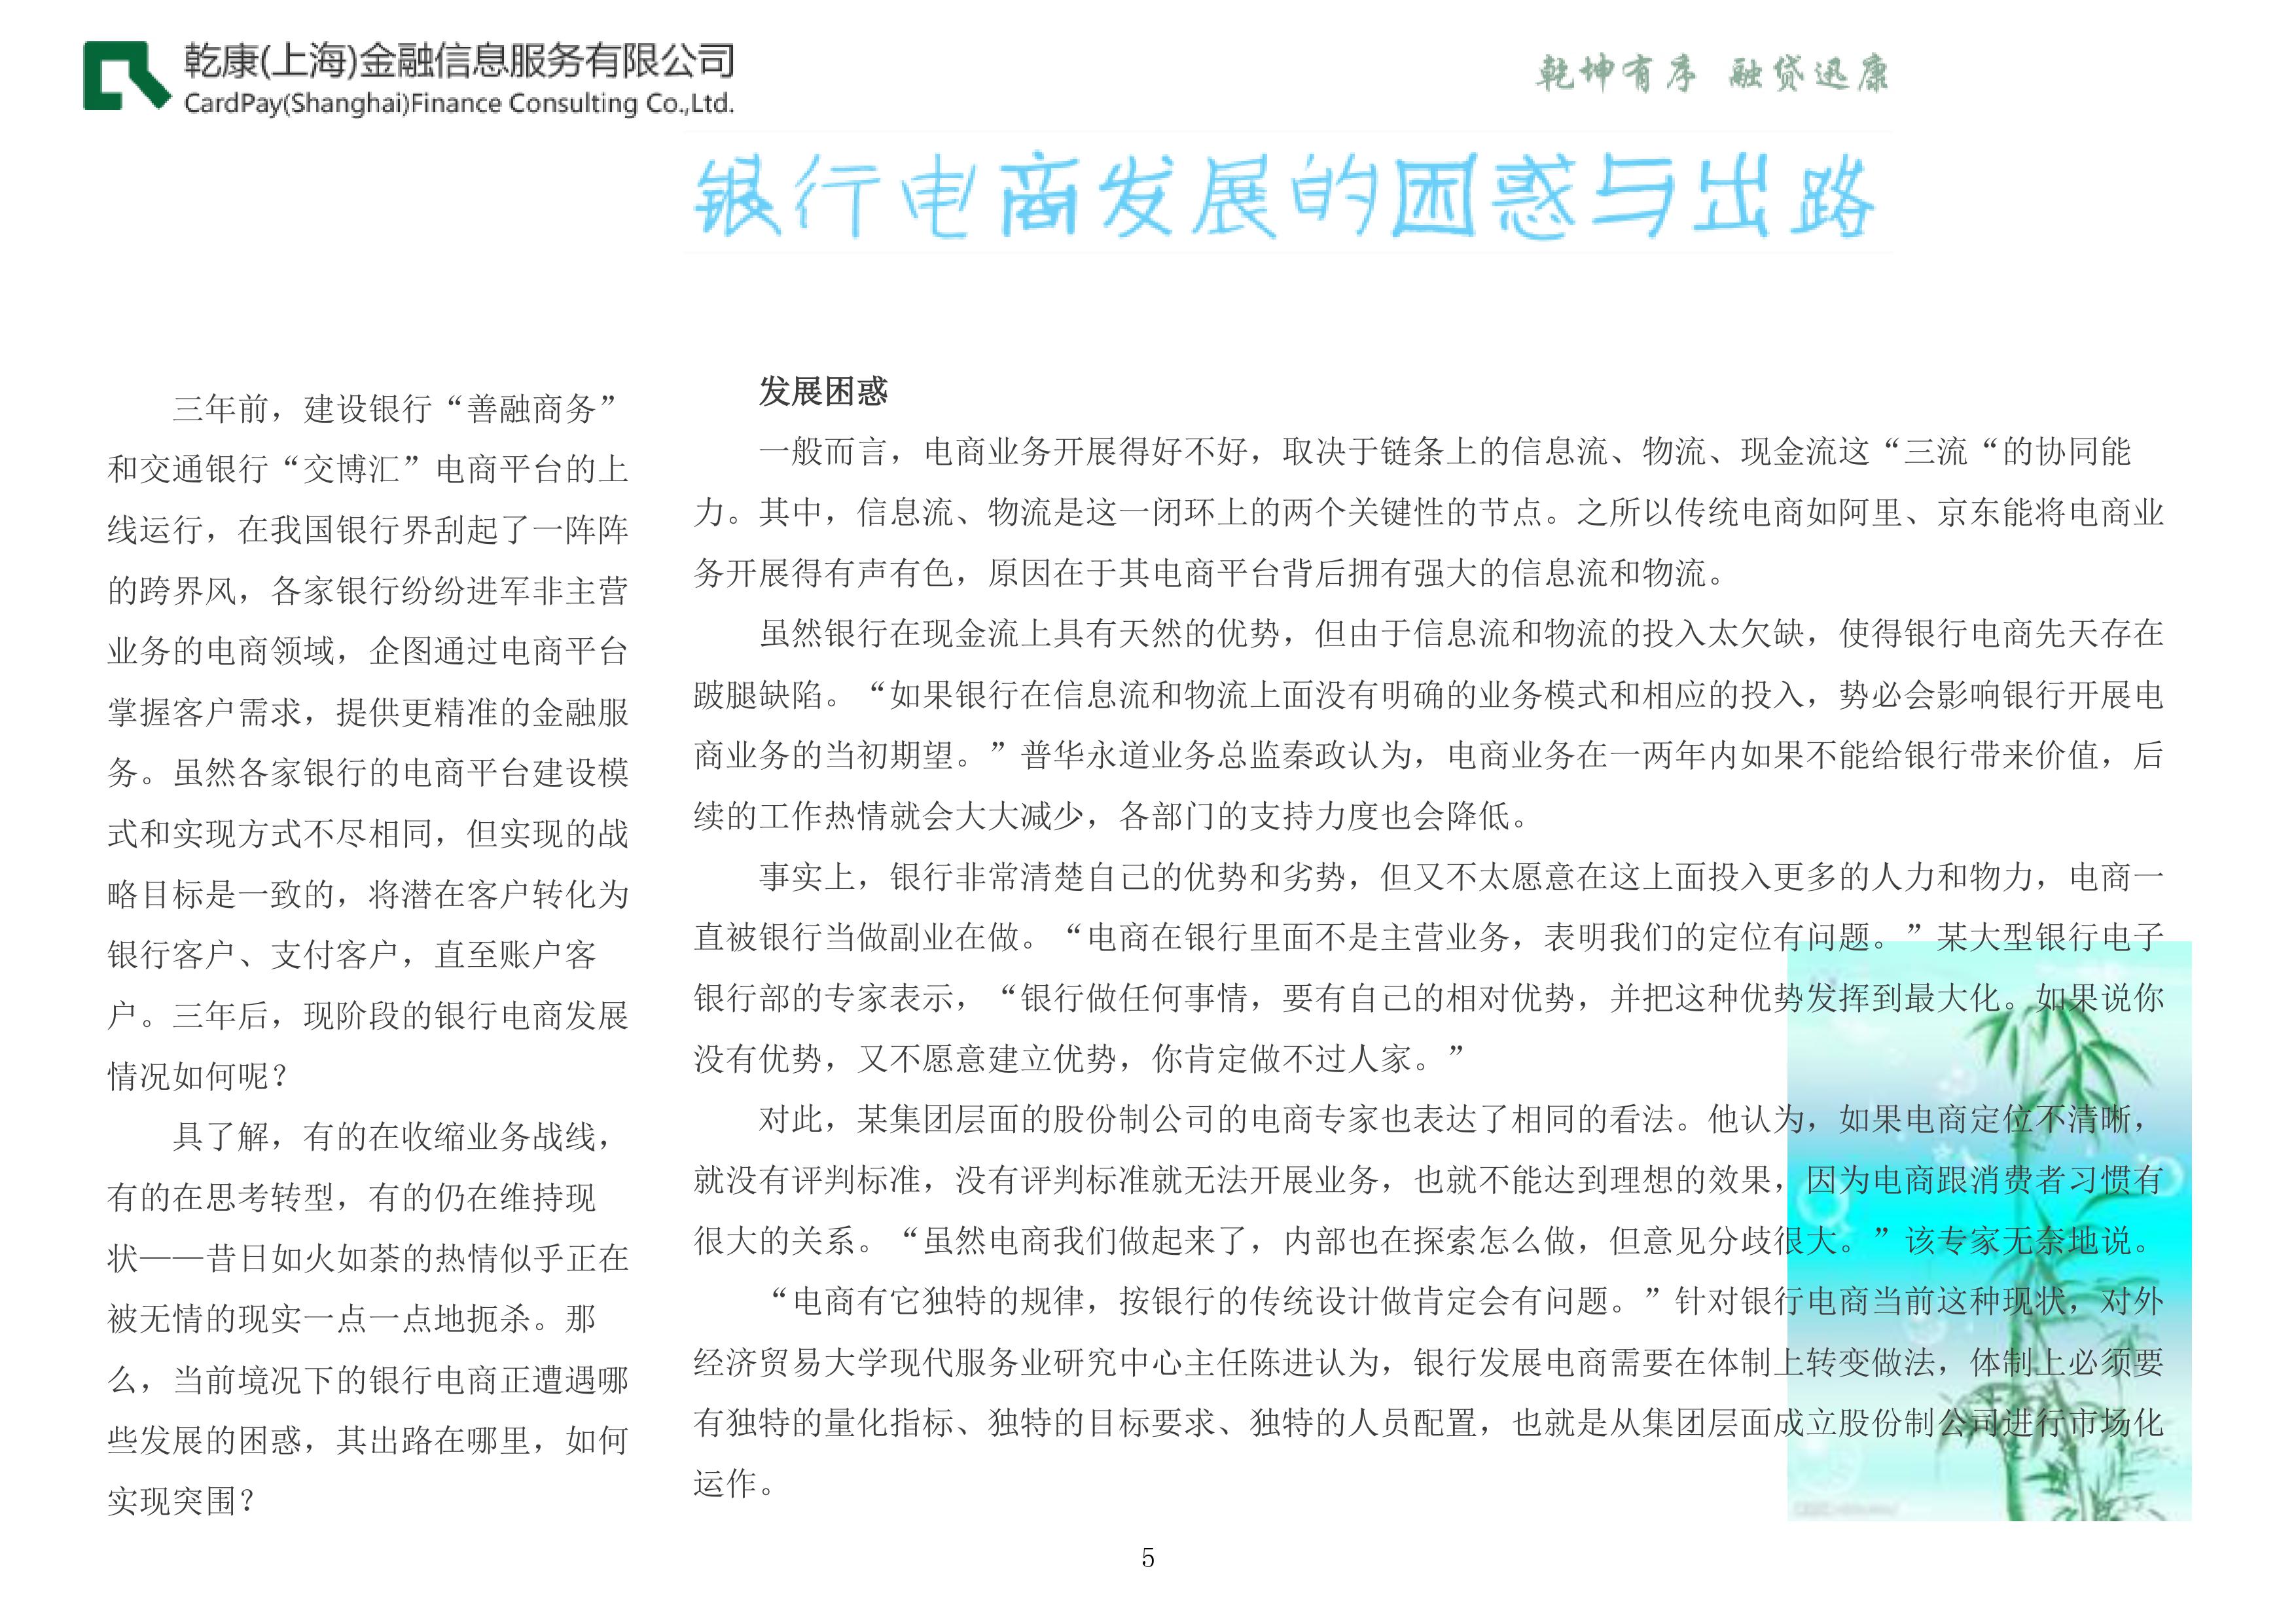 乾康(上海)金融信息服务有限公司
CardPay(Shanghai)Finance Consulting Co.,Ltd.
乾坤有序 融贷迅康
银行电商发展的困惑与出路
三年前，建设银行“善融商务”
和交通银行“交博汇”电商平台的上
线运行，在我国银行界刮起了一阵阵
的跨界风，各家银行纷纷进军非主营
业务的电商领域，企图通过电商平台
掌握客户需求，提供更精准的金融服
务。虽然各家银行的电商平台建设模
式和实现方式不尽相同，但实现的战
略目标是一致的，将潜在客户转化为
银行客户、支付客户，直至账户客
户。三年后，现阶段的银行电商发展
情况如何呢？
具了解，有的在收缩业务战线，
有的在思考转型，有的仍在维持现
状——昔日如火如荼的热情似乎正在
被无情的现实一点一点地扼杀。那
么，当前境况下的银行电商正遭遇哪
些发展的困惑，其出路在哪里，如何
实现突围？
发展困惑
一般而言，电商业务开展得好不好，取决于链条上的信息流、物流、现金流这“三流“的协同能
力。其中，信息流、物流是这一闭环上的两个关键性的节点。之所以传统电商如阿里、京东能将电商业
务开展得有声有色，原因在于其电商平台背后拥有强大的信息流和物流。
虽然银行在现金流上具有天然的优势，但由于信息流和物流的投入太欠缺，使得银行电商先天存在
跛腿缺陷。“如果银行在信息流和物流上面没有明确的业务模式和相应的投入，势必会影响银行开展电
商业务的当初期望。”普华永道业务总监秦政认为，电商业务在一两年内如果不能给银行带来价值，后
续的工作热情就会大大减少，各部门的支持力度也会降低。
事实上，银行非常清楚自己的优势和劣势，但又不太愿意在这上面投入更多的人力和物力，电商一
直被银行当做副业在做。“电商在银行里面不是主营业务，表明我们的定位有问题。”某大型银行电子
银行部的专家表示，“银行做任何事情，要有自己的相对优势，并把这种优势发挥到最大化。如果说你
没有优势，又不愿意建立优势，你肯定做不过人家。”
对此，某集团层面的股份制公司的电商专家也表达了相同的看法。他认为，如果电商定位不清晰，
就没有评判标准，没有评判标准就无法开展业务，也就不能达到理想的效果，因为电商跟消费者习惯有
很大的关系。“虽然电商我们做起来了，内部也在探索怎么做，但意见分歧很大。”该专家无奈地说。
“电商有它独特的规律，按银行的传统设计做肯定会有问题。”针对银行电商当前这种现状，对外
经济贸易大学现代服务业研究中心主任陈进认为，银行发展电商需要在体制上转变做法，体制上必须要
有独特的量化指标、独特的目标要求、独特的人员配置，也就是从集团层面成立股份制公司进行市场化
运作。
5